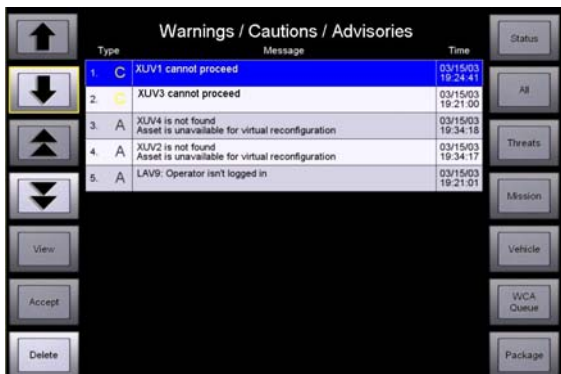 Warnings / Cautions / Advisories
Type Message Time
1. C XUV1 cannot proceed 03/15/03 19:24:41
2. C XUV3 cannot proceed 03/15/03 19:21:00
3. A XUV4 is not found 03/15/03
Asset is unavailable for virtual reconfiguration 19:34:18
4. A XUV2 is not found 03/15/03
Asset is unavailable for virtual reconfiguration 19:34:17
5. A LAV9: Operator isn't logged in 03/15/03 19:21:01
View
Accept
Delete
Status
All
Threats
Mission
Vehicle
WCA
Queue
Package